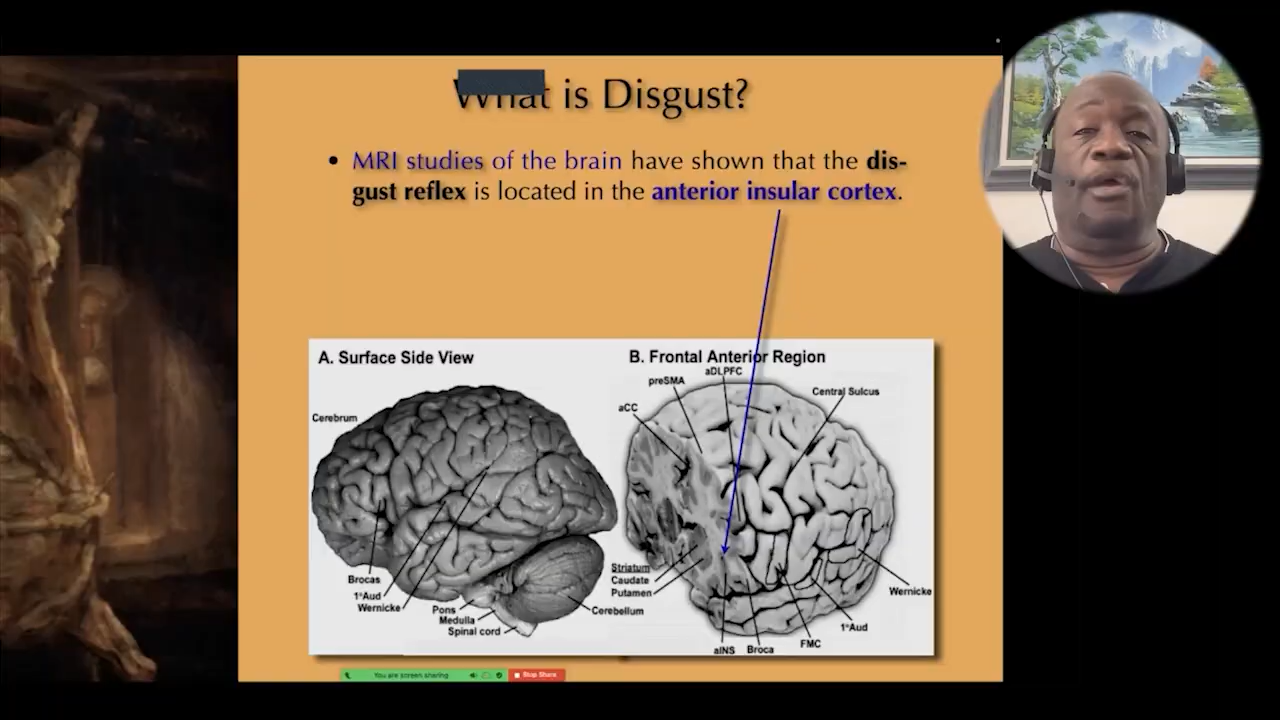 What is Disgust?
• MRI studies of the brain have shown that the dis-
gust reflex is located in the anterior insular cortex.
A. Surface Side View
Cerebrum
Brocas
1°Aud
Wernicke
Pons
Medulla
Spinal cord
Cerebellum
B. Frontal Anterior Region
aDLPFC
preSMA
aCC
Central Sulcus
Striatum
Caudate
Putamen
Wernicke
1°Aud
FMC
Broca
aINS
You are screen sharing
Stop Share